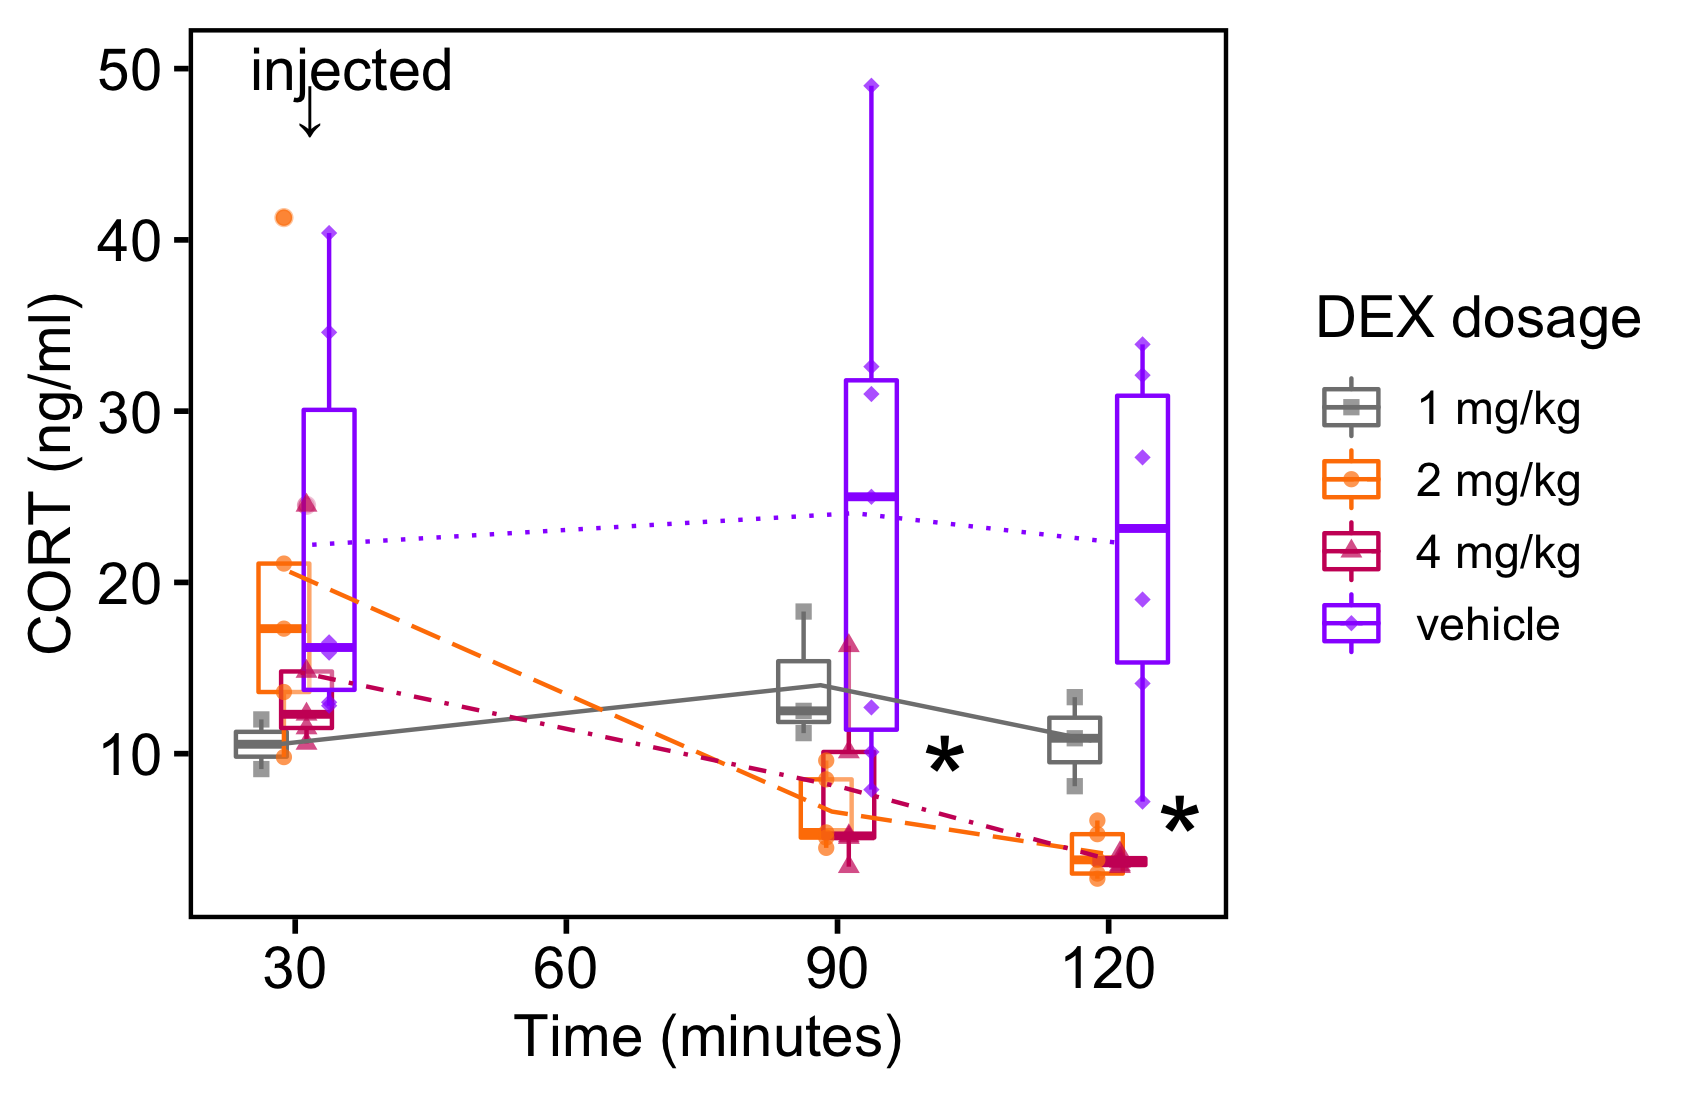 injected
↓
50
40
30
20
10
CORT (ng/ml)
*
*
30 60 90 120
Time (minutes)
DEX dosage
1 mg/kg
2 mg/kg
4 mg/kg
vehicle